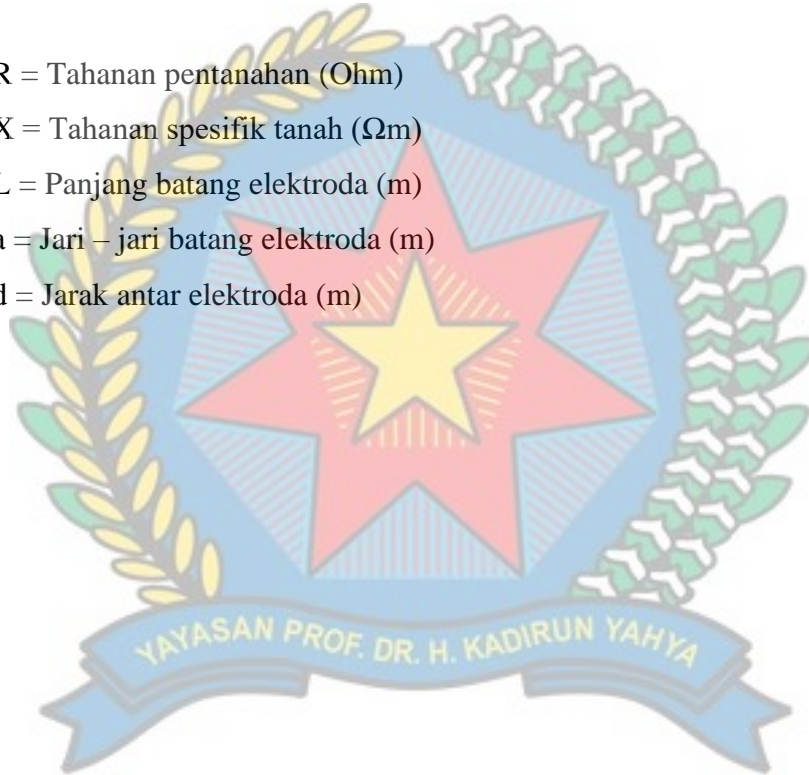 R = Tahanan pentanahan (Ohm)
X = Tahanan spesifik tanah (Ωm)
L = Panjang batang elektroda (m)
a = Jari – jari batang elektroda (m)
d = Jarak antar elektroda (m)
YAYASAN PROF. DR. H. KADIRUN YAHYA